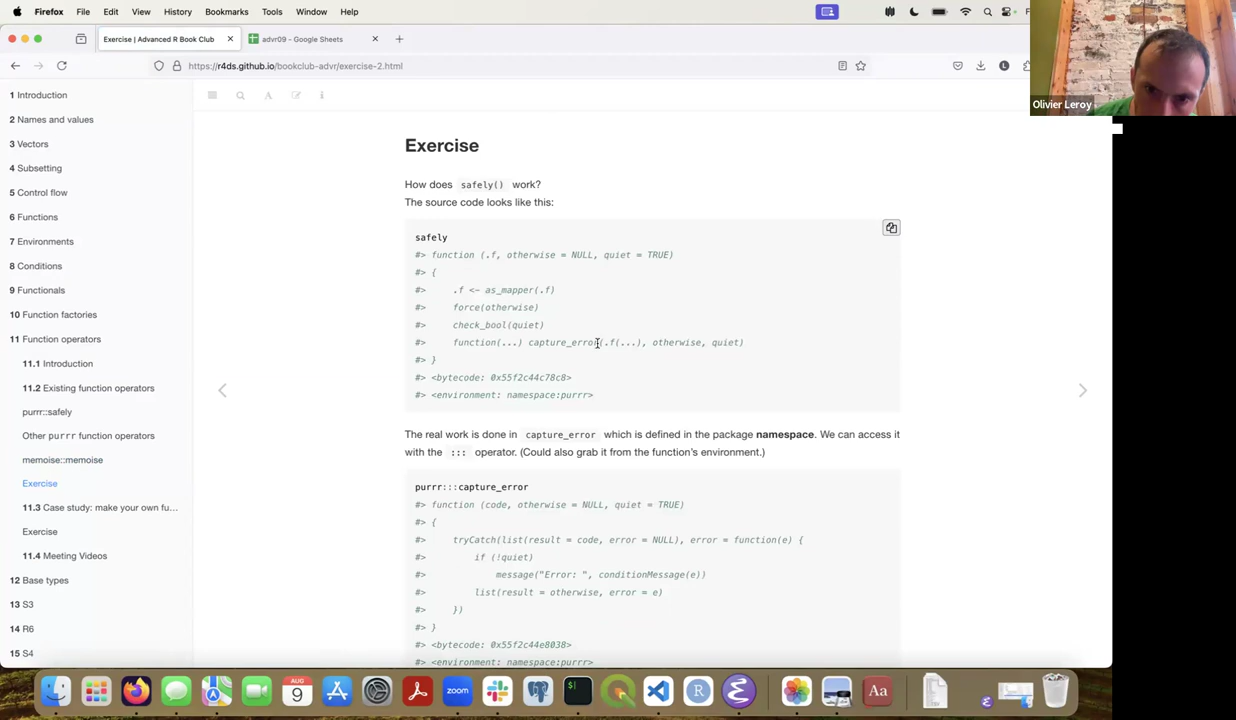 Firefox File Edit View History Bookmarks Tools Window Help
Exercise | Advanced R Book Club
advr09 - Google Sheets
https://r4ds.github.io/bookclub-advr/exercise-2.html
Olivier Leroy
1 Introduction
2 Names and values
3 Vectors
4 Subsetting
5 Control flow
6 Functions
7 Environments
8 Conditions
9 Functionals
10 Function factories
11 Function operators
11.1 Introduction
11.2 Existing function operators
purrr::safely
Other purrr function operators
memoise::memoise
Exercise
11.3 Case study: make your own fu...
Exercise
11.4 Meeting Videos
12 Base types
13 S3
14 R6
15 S4
Exercise
How does safely() work?
The source code looks like this:
safely
#> function (.f, otherwise = NULL, quiet = TRUE)
#> {
#> .f <- as_mapper(.f)
#> force(otherwise)
#> check_bool(quiet)
#> function(...) capture_error(.f(...), otherwise, quiet)
#> }
#> <bytecode: 0x55f2c44c78c8>
#> <environment: namespace:purrr>
The real work is done in capture_error which is defined in the package namespace. We can access it
with the ::: operator. (Could also grab it from the function's environment.)
purrr:::capture_error
#> function (code, otherwise = NULL, quiet = TRUE)
#> {
#> tryCatch(list(result = code, error = NULL), error = function(e) {
#> if (!quiet)
#> message("Error: ", conditionMessage(e))
#> list(result = otherwise, error = e)
#> })
#> }
#> <bytecode: 0x55f2c44e8038>
#> <environment: namespace:purrr>
AUG
9
zoom
R
Aa